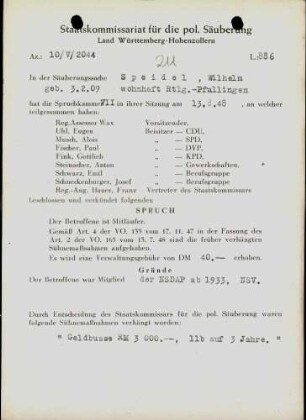 Staatskommissariat für die pol. Säuberung
Land Württemberg-Hohenzollern
Az.: 10/V/2044
L.886
211
In der Säuberungssache S p e i d e l , Wilhelm
geb. 3.2.09 wohnhaft Rtlg.-Pfullingen
hat die Spruchkammer VII in ihrer Sitzung am 13.8.48 , an welcher
teilgenommen haben:
Reg.Assessor Wax Vorsitzender,
Uhl, Eugen Beisitzer — CDU,
Musch, Alois „ — SPD,
Fischer, Paul „ — DVP,
Fink, Gottlieb „ — KPD,
Steinacher, Anton „ — Gewerkschaften,
Schwarz, Emil „ — Berufsgruppe
Schneckenburger, Josef „ — Berufsgruppe
Reg.-Ang. Hauer, Franz Vertreter des Staatskommissars
beschlossen und verkündet folgenden
SPRUCH
Der Betroffene ist Mitläufer.
Gemäß Art. 4 der VO. 133 vom 17. 11. 47 in der Fassung des
Art. 2 der VO. 165 vom 13. 7. 48 sind die früher verhängten
Sühnemaßnahmen aufgehoben.
Es wird eine Verwaltungsgebühr von DM 40.— erhoben.
Gründe
Der Betroffene war Mitglied der NSDAP ab 1933, NSV.
Durch Entscheidung des Staatskommissars für die pol. Säuberung waren
folgende Sühnemaßnahmen verhängt worden:
" Geldbusse RM 3 000.—, 11b auf 3 Jahre. "